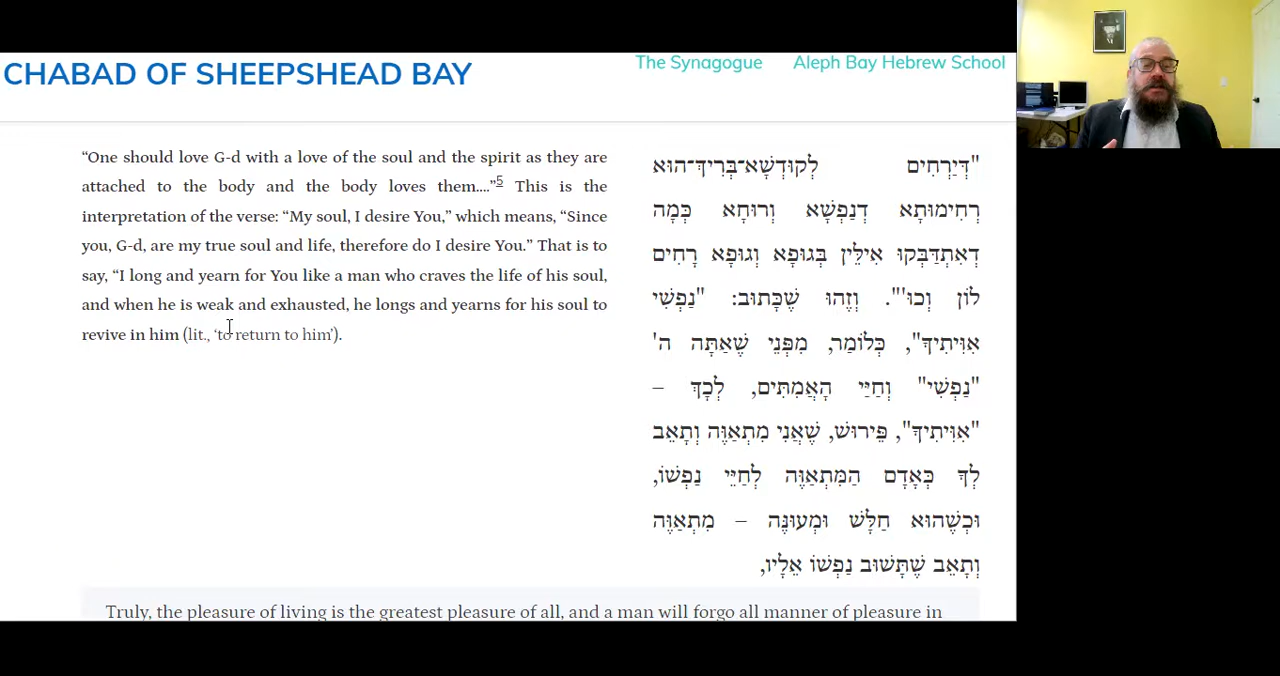 CHABAD OF SHEEPSHEAD BAY
The Synagogue Aleph Bay Hebrew School
“One should love G-d with a love of the soul and the spirit as they are
attached to the body and the body loves them....”5 This is the
interpretation of the verse: “My soul, I desire You,” which means, “Since
you, G-d, are my true soul and life, therefore do I desire You.” That is to
say, “I long and yearn for You like a man who craves the life of his soul,
and when he is weak and exhausted, he longs and yearns for his soul to
revive in him (lit., ‘to return to him’).
"דְּיַרְחִים לְקוּדְשָׁא־בְּרִיךְ־הוּא
רְחִימוּתָא דְנַפְשָׁא וְרוּחָא כְּמָה
דְאִתְדַּבְּקוּ אִילֵּין בְּגוּפָא וְגוּפָא רָחִים
לוֹן וְכוּ'". וְזֶהוּ שֶׁכָּתוּב: "נַפְשִׁי
אִוִּיתִיךָ", כְּלוֹמַר, מִפְּנֵי שֶׁאַתָּה ה'
"נַפְשִׁי" וְחַיַּי הָאֲמִתִּים, לְכָךְ –
"אִוִּיתִיךָ", פֵּירוּשׁ, שֶׁאֲנִי מִתְאַוֶּה וְתָאֵב
לְךָ כְּאָדָם הַמִּתְאַוֶּה לְחַיֵּי נַפְשׁוֹ,
וּכְשֶׁהוּא חַלָּשׁ וּמְעוּנֶּה – מִתְאַוֶּה
וְתָאֵב שֶׁתָּשׁוּב נַפְשׁוֹ אֵלָיו,
Truly, the pleasure of living is the greatest pleasure of all, and a man will forgo all manner of pleasure in